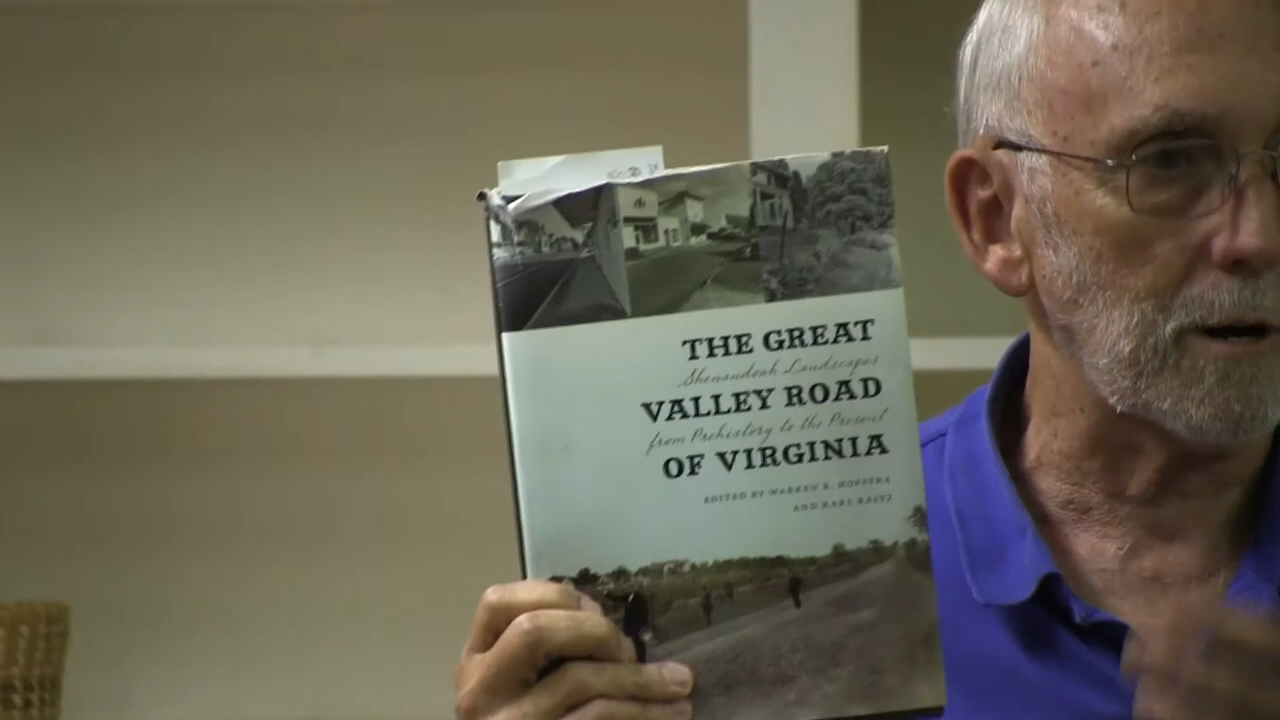 THE GREAT
Shenandoah Landscapes
VALLEY ROAD
from Prehistory to the Present
OF VIRGINIA
EDITED BY WARREN R. HOFSTRA
AND KARL RAITZ